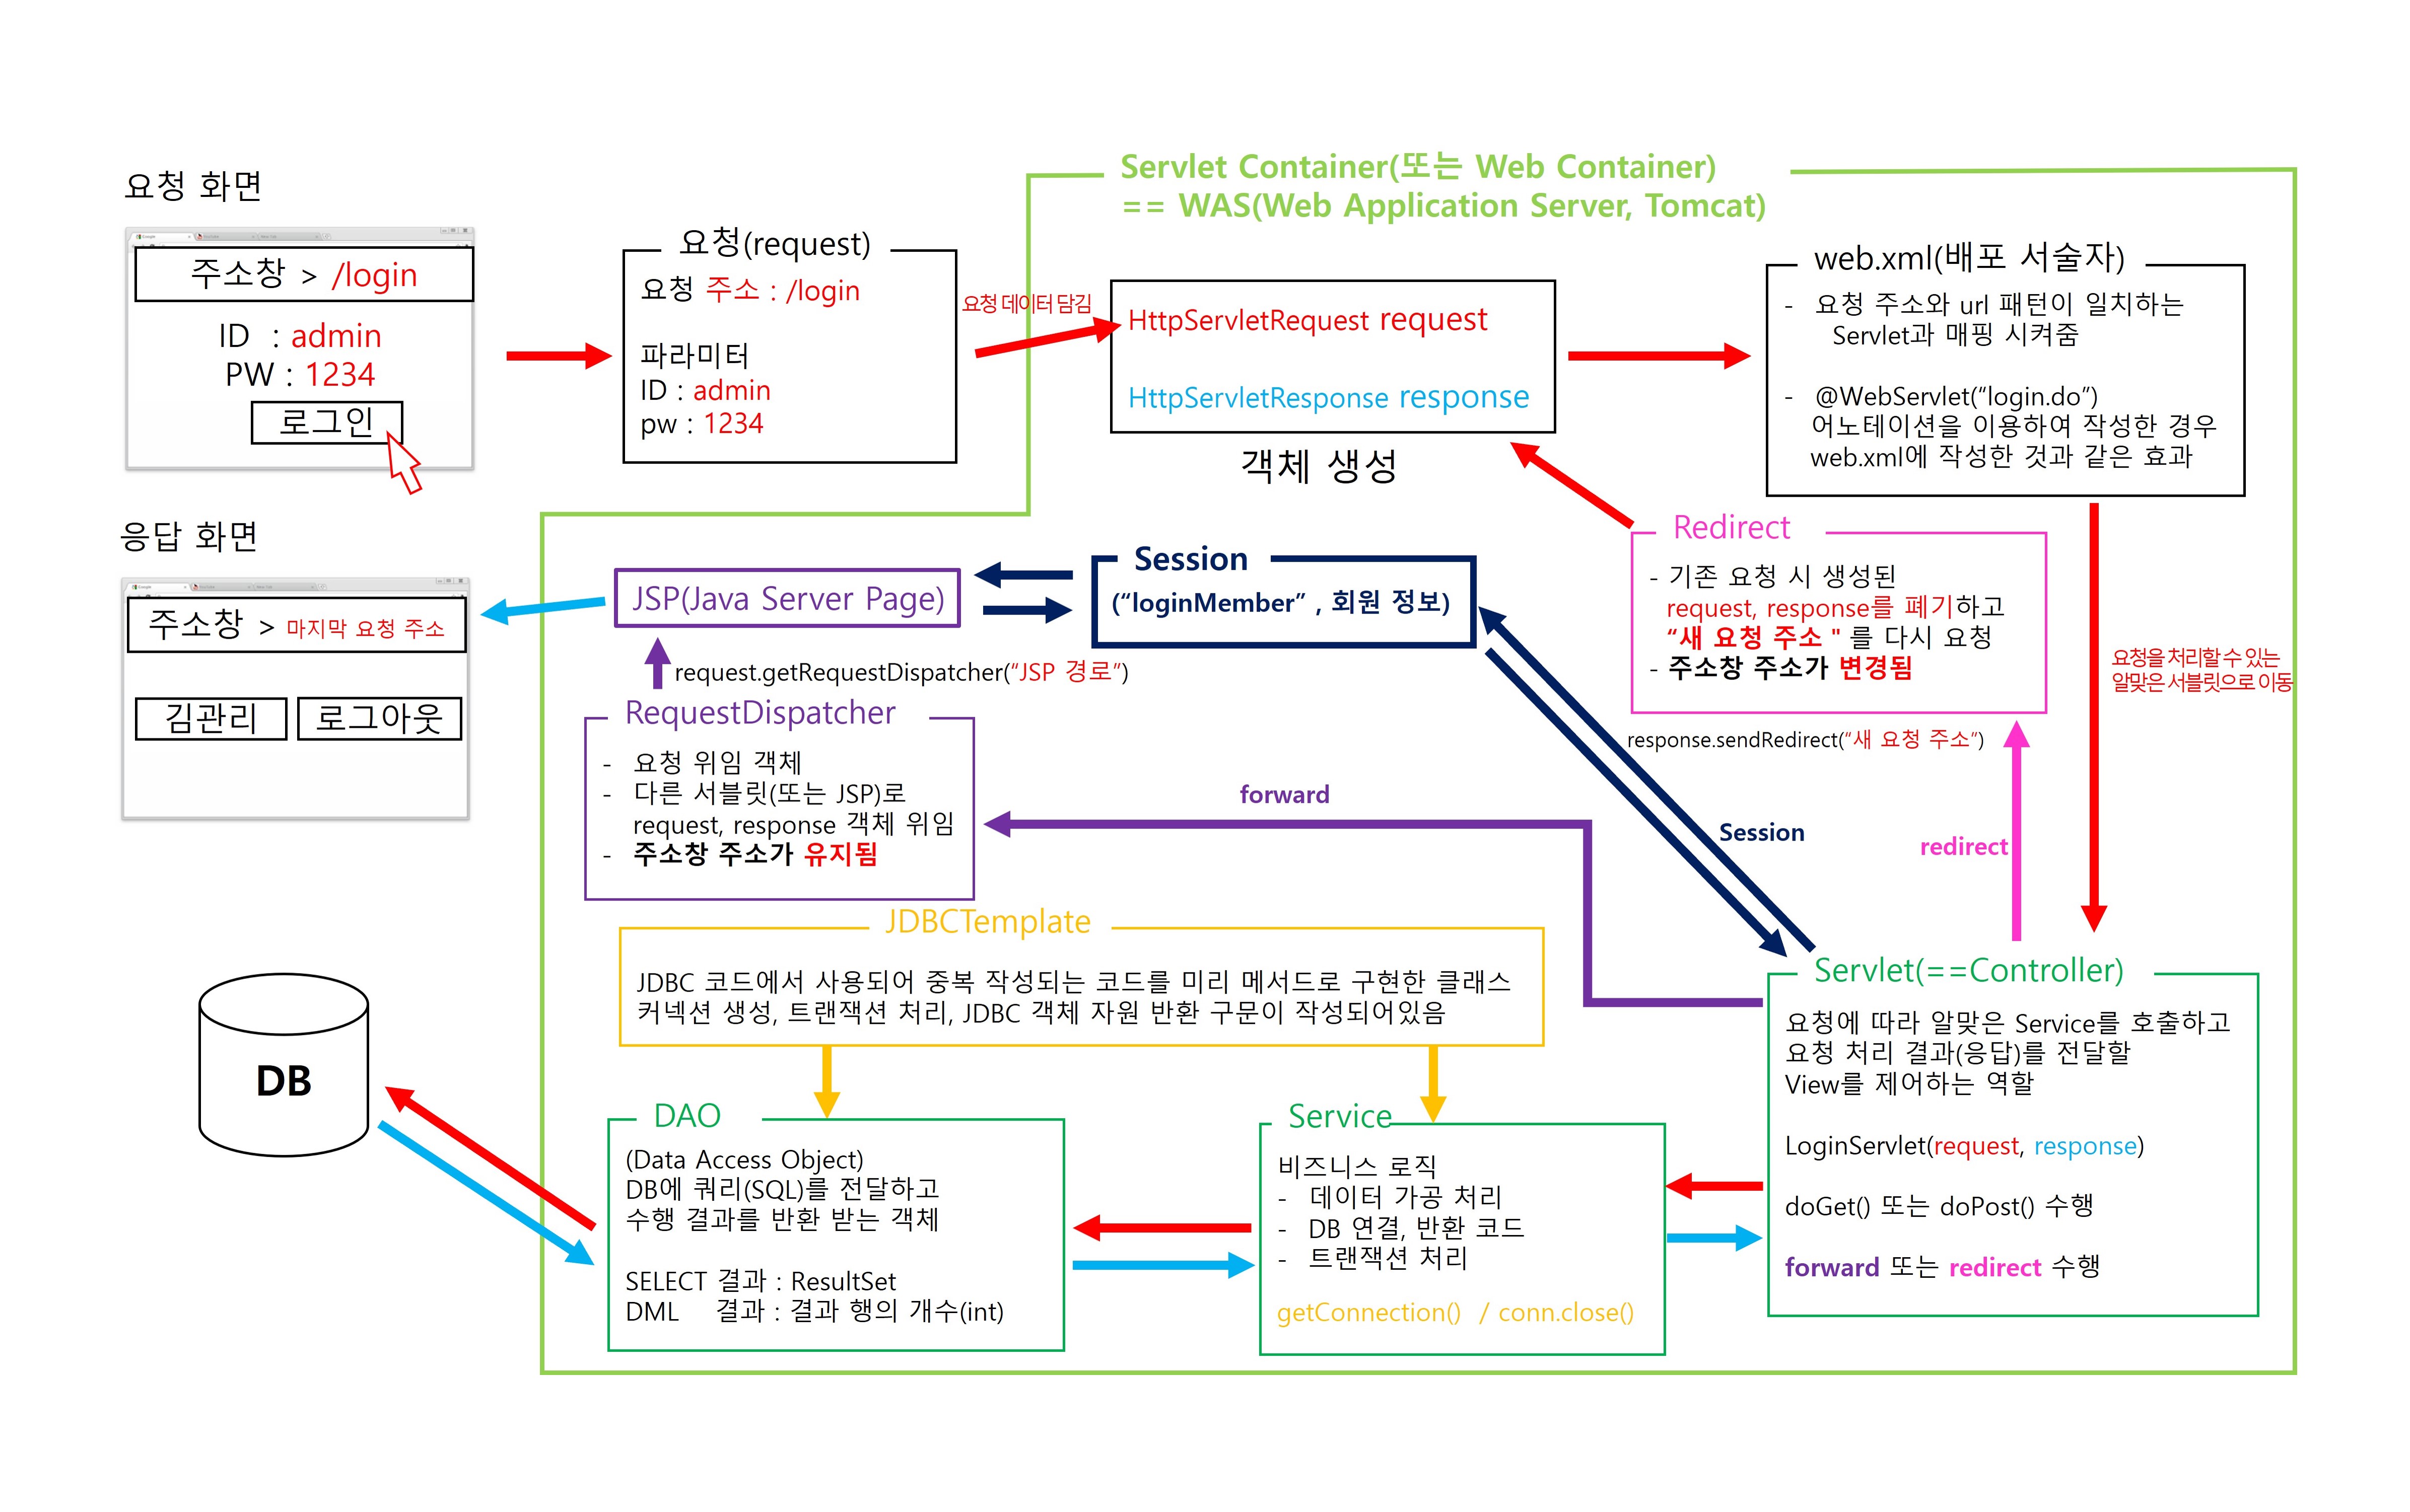 Servlet Container(또는 Web Container)
== WAS(Web Application Server, Tomcat)
요청 화면
주소창 > /login
ID : admin
PW : 1234
로그인
요청(request)
요청 주소 : /login
파라미터
ID : admin
pw : 1234
요청 데이터 담김
HttpServletRequest request
HttpServletResponse response
객체 생성
web.xml(배포 서술자)
- 요청 주소와 url 패턴이 일치하는
Servlet과 매핑 시켜줌
- @WebServlet(“login.do”)
어노테이션을 이용하여 작성한 경우
web.xml에 작성한 것과 같은 효과
응답 화면
주소창 > 마지막 요청 주소
김관리
로그아웃
JSP(Java Server Page)
Session
(“loginMember” , 회원 정보)
Redirect
- 기존 요청 시 생성된
request, response를 폐기하고
“새 요청 주소 " 를 다시 요청
- 주소창 주소가 변경됨
요청을 처리할 수 있는
알맞은 서블릿으로 이동
request.getRequestDispatcher(“JSP 경로”)
RequestDispatcher
- 요청 위임 객체
- 다른 서블릿(또는 JSP)로
request, response 객체 위임
- 주소창 주소가 유지됨
response.sendRedirect(“새 요청 주소”)
forward
Session
redirect
JDBCTemplate
JDBC 코드에서 사용되어 중복 작성되는 코드를 미리 메서드로 구현한 클래스
커넥션 생성, 트랜잭션 처리, JDBC 객체 자원 반환 구문이 작성되어있음
Servlet(==Controller)
요청에 따라 알맞은 Service를 호출하고
요청 처리 결과(응답)를 전달할
View를 제어하는 역할
LoginServlet(request, response)
doGet() 또는 doPost() 수행
forward 또는 redirect 수행
DB
DAO
(Data Access Object)
DB에 쿼리(SQL)를 전달하고
수행 결과를 반환 받는 객체
SELECT 결과 : ResultSet
DML 결과 : 결과 행의 개수(int)
Service
비즈니스 로직
- 데이터 가공 처리
- DB 연결, 반환 코드
- 트랜잭션 처리
getConnection() / conn.close()